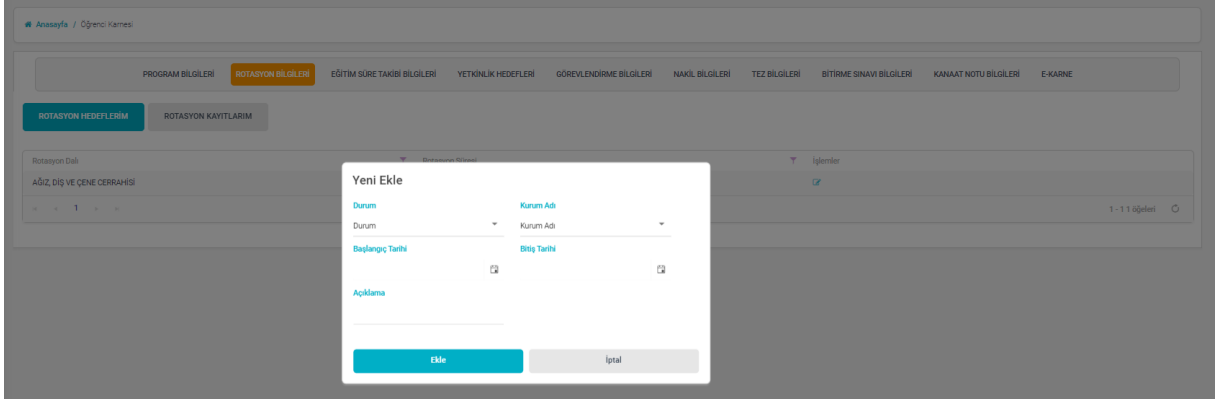 Anasayfa / Öğrenci Karnesi
PROGRAM BİLGİLERİ ROTASYON BİLGİLERİ EĞİTİM SÜRE TAKİBİ BİLGİLERİ YETKİNLİK HEDEFLERİ GÖREVLENDİRME BİLGİLERİ NAKİL BİLGİLERİ TEZ BİLGİLERİ BİTİRME SINAVI BİLGİLERİ KANAAT NOTU BİLGİLERİ E-KARNE
ROTASYON HEDEFLERİM ROTASYON KAYITLARIM
Rotasyon Dalı Rotasyon Bilgisi İşlemler
AĞIZ, DİŞ VE ÇENE CERRAHİSİ
1 1 - 1 1 öğeleri
Yeni Ekle
Durum Kurum Adı
Durum Kurum Adı
Başlangıç Tarihi Bitiş Tarihi
Açıklama
Ekle İptal